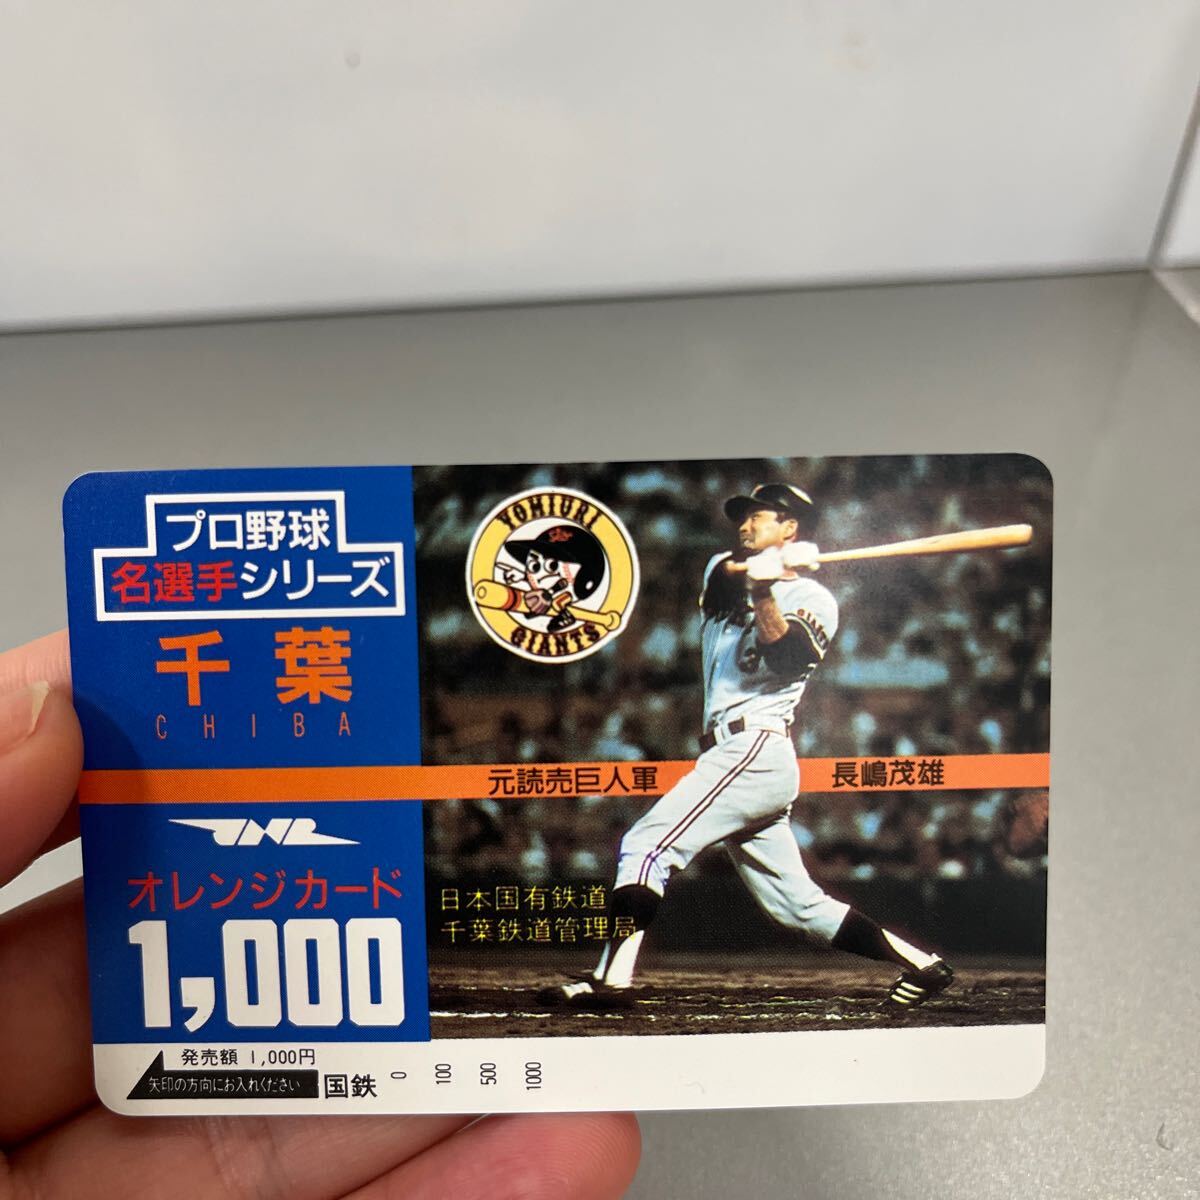 プロ野球
名選手シリーズ
千葉
CHIBA
YOMIURI
GIANTS
GIANTS
元読売巨人軍
長嶋茂雄
JNR
オレンジカード
1,000
日本国有鉄道
千葉鉄道管理局
発売額 1,000円
矢印の方向にお入れください
国鉄
0 100 500 1000